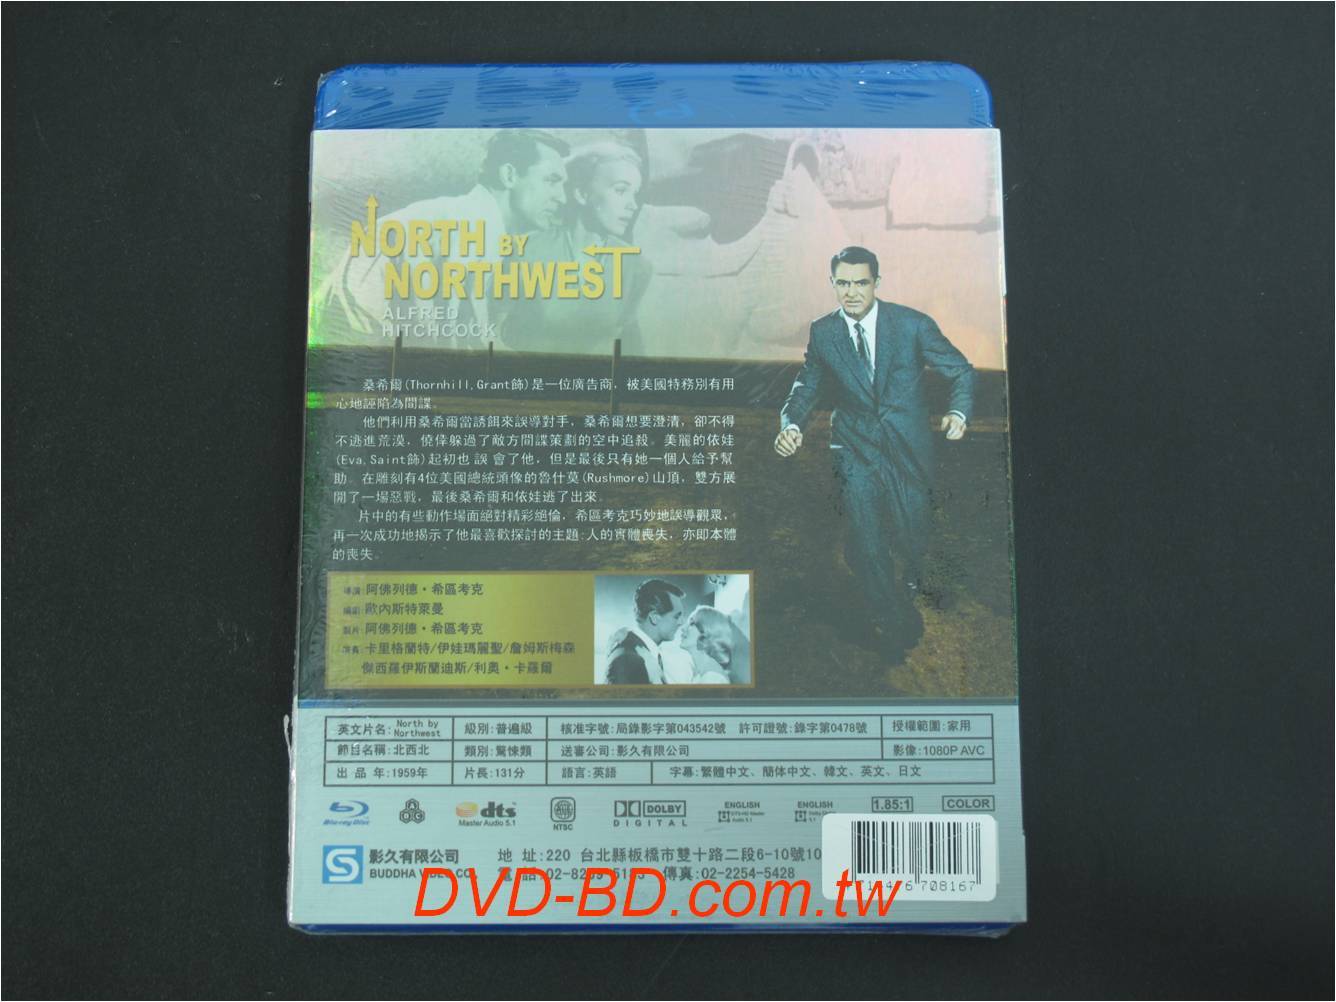 NORTH BY
NORTHWEST
ALFRED
HITCHCOCK
桑希爾(Thornhill,Grant飾)是一位廣告商，被美國特務別有用
心地誣陷為間諜。
他們利用桑希爾當誘餌來誤導對手，桑希爾想要澄清，卻不得
不逃進荒漠，僥倖躲過了敵方間諜策劃的空中追殺。美麗的依娃
(Eva,Saint飾)起初也 誤 會了他，但是最後只有她一個人給予幫
助。在雕刻有4位美國總統頭像的魯什莫(Rushmore)山頂，雙方展
開了一場惡戰，最後桑希爾和依娃逃了出來。
片中的有些動作場面絕對精彩絕倫，希區考克巧妙地誤導觀眾，
再一次成功地揭示了他最喜歡探討的主題:人的實體喪失，亦即本體
的喪失。
導演 阿佛列德・希區考克
編劇 歐內斯特萊曼
製片 阿佛列德・希區考克
演員 卡里格蘭特/伊娃瑪麗聖/詹姆斯梅森
傑西羅伊斯蘭迪斯/利奧・卡羅爾
英文片名: North by Northwest 級別:普遍級 核准字號:局錄影字第043542號 許可證號:錄字第0478號 授權範圍:家用
節目名稱:北西北 類別:驚悚類 送審公司:影久有限公司 影像:1080P AVC
出 品 年:1959年 片長:131分 語言:英語 字幕:繁體中文、簡体中文、韓文、英文、日文
Blu-ray Disc dts Master Audio 5.1 NTSC DOLBY DIGITAL ENGLISH ENGLISH 1.85:1 COLOR
影久有限公司 地 址:220 台北縣板橋市雙十路二段6-10號10
BUDDHA VIDEO CO. 電 話:02-8259-5183 傳真:02-2254-5428
708167
DVD-BD.com.tw